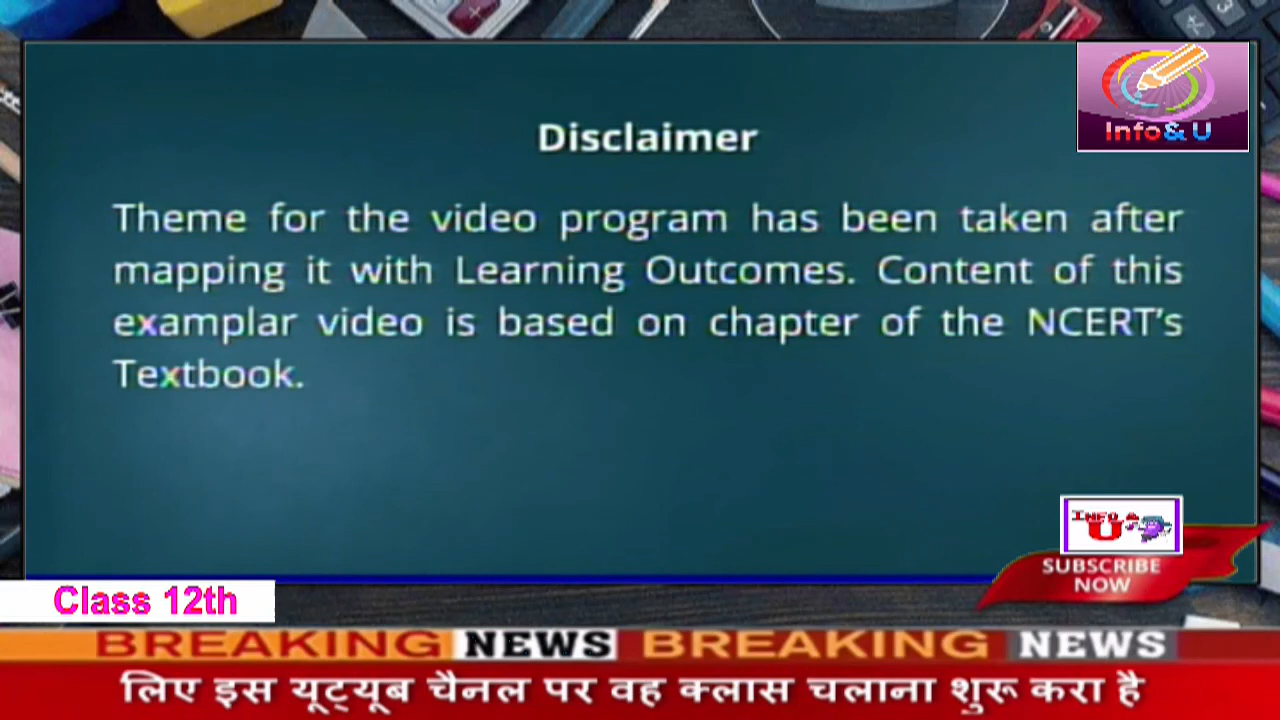 Info & U
Disclaimer
Theme for the video program has been taken after
mapping it with Learning Outcomes. Content of this
examplar video is based on chapter of the NCERT's
Textbook.
INFO & U
SUBSCRIBE
NOW
Class 12th
BREAKING NEWS BREAKING NEWS
लिए इस यूट्यूब चैनल पर वह क्लास चलाना शुरू करा है